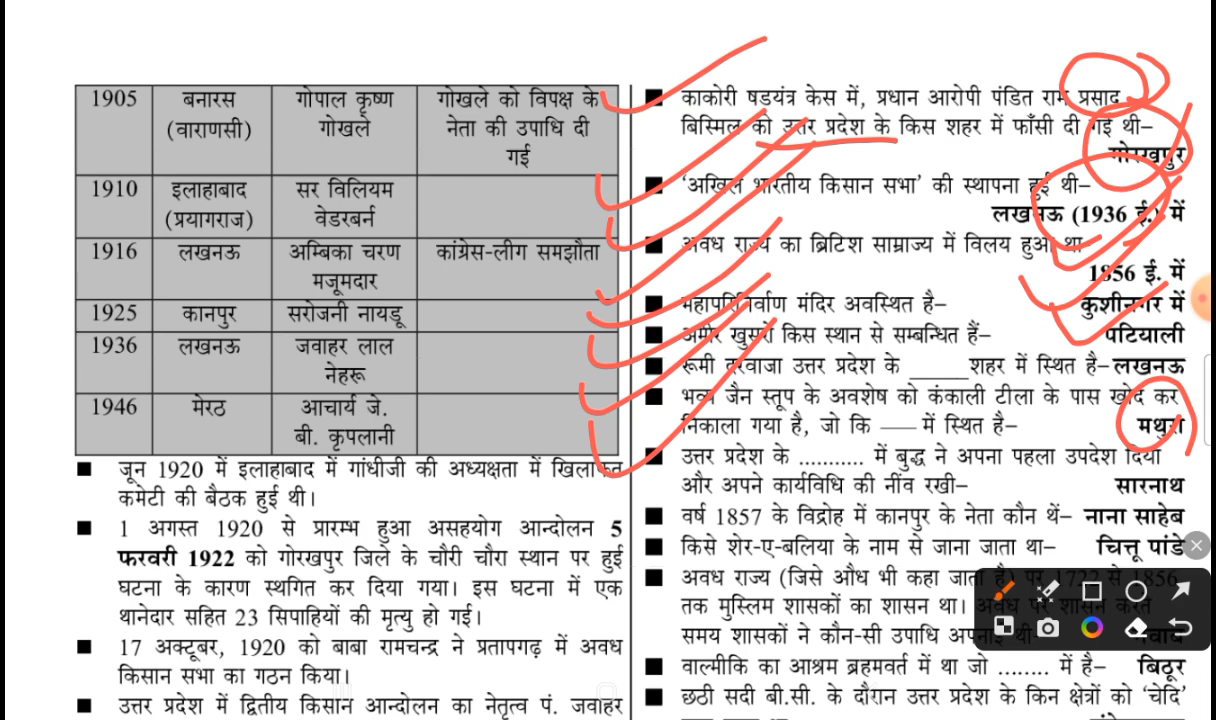 1905 बनारस गोपाल कृष्ण गोखले को विपक्ष के
(वाराणसी) गोखले नेता की उपाधि दी
गई
1910 इलाहाबाद सर विलियम
(प्रयागराज) वेडरबर्न
1916 लखनऊ अम्बिका चरण कांग्रेस-लीग समझौता
मजूमदार
1925 कानपुर सरोजनी नायडू
1936 लखनऊ जवाहर लाल
नेहरू
1946 मेरठ आचार्य जे.
बी. कृपलानी
■ जून 1920 में इलाहाबाद में गांधीजी की अध्यक्षता में खिलाफत
कमेटी की बैठक हुई थी।
■ 1 अगस्त 1920 से प्रारम्भ हुआ असहयोग आन्दोलन 5
फरवरी 1922 को गोरखपुर जिले के चौरी चौरा स्थान पर हुई
घटना के कारण स्थगित कर दिया गया। इस घटना में एक
थानेदार सहित 23 सिपाहियों की मृत्यु हो गई।
■ 17 अक्टूबर, 1920 को बाबा रामचन्द्र ने प्रतापगढ़ में अवध
किसान सभा का गठन किया।
■ उत्तर प्रदेश में द्वितीय किसान आन्दोलन का नेतृत्व पं. जवाहर
■ काकोरी षडयंत्र केस में, प्रधान आरोपी पंडित राम प्रसाद
बिस्मिल को उत्तर प्रदेश के किस शहर में फाँसी दी गई थी–
गोरखपुर
■ 'अखिल भारतीय किसान सभा' की स्थापना हुई थी–
लखनऊ (1936 ई.) में
■ अवध राज्य का ब्रिटिश साम्राज्य में विलय हुआ था
1856 ई. में
■ महापरिनिर्वाण मंदिर अवस्थित है– कुशीनगर में
■ अमीर खुसरो किस स्थान से सम्बन्धित हैं– पटियाली
■ रूमी दरवाजा उत्तर प्रदेश के _____ शहर में स्थित है– लखनऊ
■ भव्य जैन स्तूप के अवशेष को कंकाली टीला के पास खोद कर
निकाला गया है, जो कि ___ में स्थित है– मथुरा
उत्तर प्रदेश के ........... में बुद्ध ने अपना पहला उपदेश दिया
और अपने कार्यविधि की नींव रखी– सारनाथ
■ वर्ष 1857 के विद्रोह में कानपुर के नेता कौन थें– नाना साहेब
■ किसे शेर-ए-बलिया के नाम से जाना जाता था– चित्तू पांडे
■ अवध राज्य (जिसे औध भी कहा जाता है) पर 1722 से 1856
तक मुस्लिम शासकों का शासन था। अवध पर शासन करते
समय शासकों ने कौन-सी उपाधि अपनाई थी–
■ वाल्मीकि का आश्रम ब्रहमवर्त में था जो ........ में है– बिठूर
■ छठी सदी बी.सी. के दौरान उत्तर प्रदेश के किन क्षेत्रों को 'चेदि'